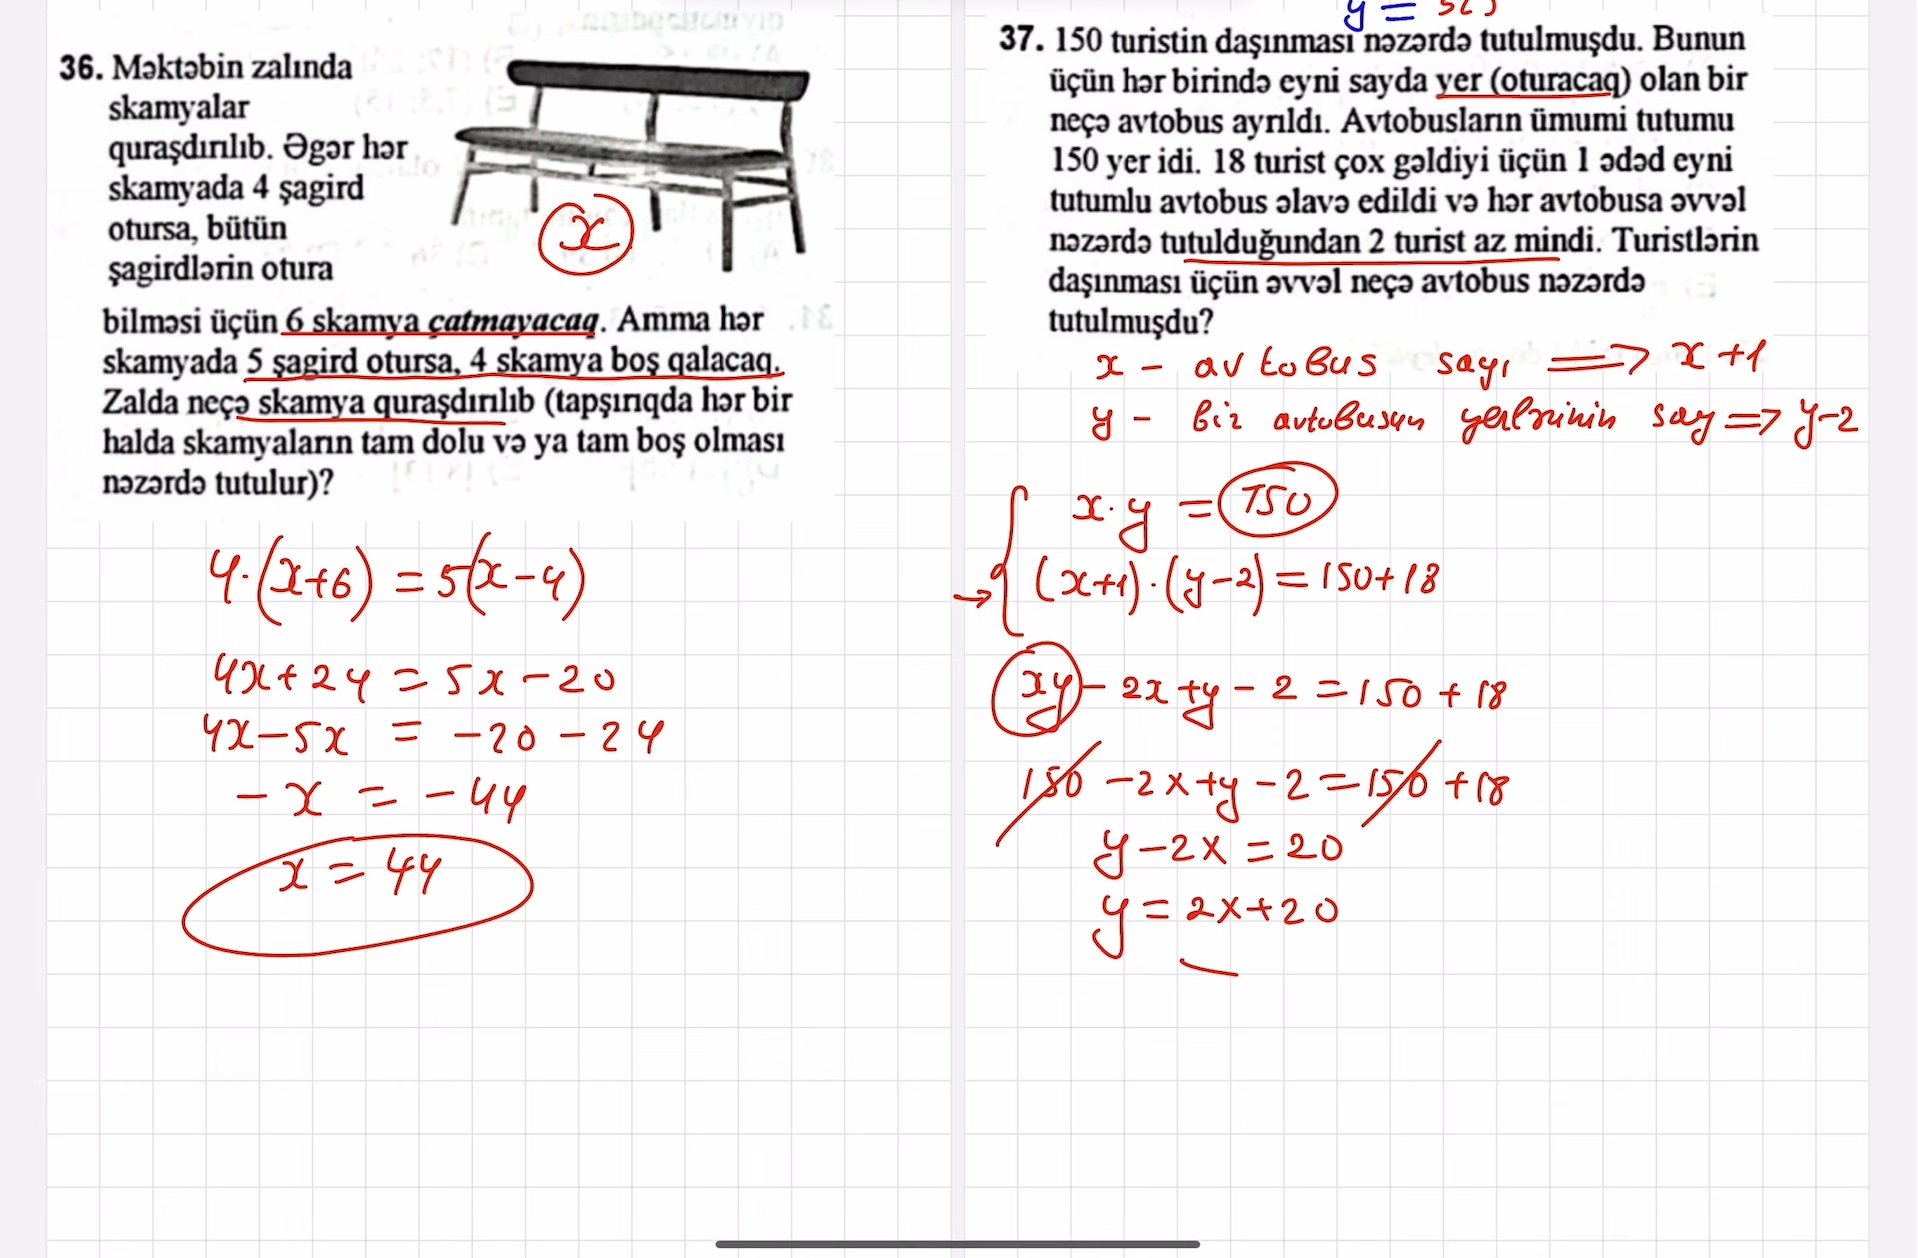 36. Məktəbin zalında
skamyalar
quraşdırılıb. Əgər hər
skamyada 4 şagird
otursa, bütün
şagirdlərin otura
bilməsi üçün 6 skamya çatmayacaq. Amma hər
skamyada 5 şagird otursa, 4 skamya boş qalacaq.
Zalda neçə skamya quraşdırılıb (tapşırıqda hər bir
halda skamyaların tam dolu və ya tam boş olması
nəzərdə tutulur)?
x
4·(x+6) = 5(x-4)
4x+24 = 5x-20
4x-5x = -20-24
-x = -44
x = 44
37. 150 turistin daşınması nəzərdə tutulmuşdu. Bunun
üçün hər birində eyni sayda yer (oturacaq) olan bir
neçə avtobus ayrıldı. Avtobusların ümumi tutumu
150 yer idi. 18 turist çox gəldiyi üçün 1 ədəd eyni
tutumlu avtobus əlavə edildi və hər avtobusa əvvəl
nəzərdə tutulduğundan 2 turist az mindi. Turistlərin
daşınması üçün əvvəl neçə avtobus nəzərdə
tutulmuşdu?
x - avtobus sayı => x+1
y - bir avtobusun yerlərinin say => y-2
x·y = 150
(x+1)·(y-2) = 150+18
xy-2x+y-2 = 150+18
150-2x+y-2 = 150+18
y-2x = 20
y = 2x+20